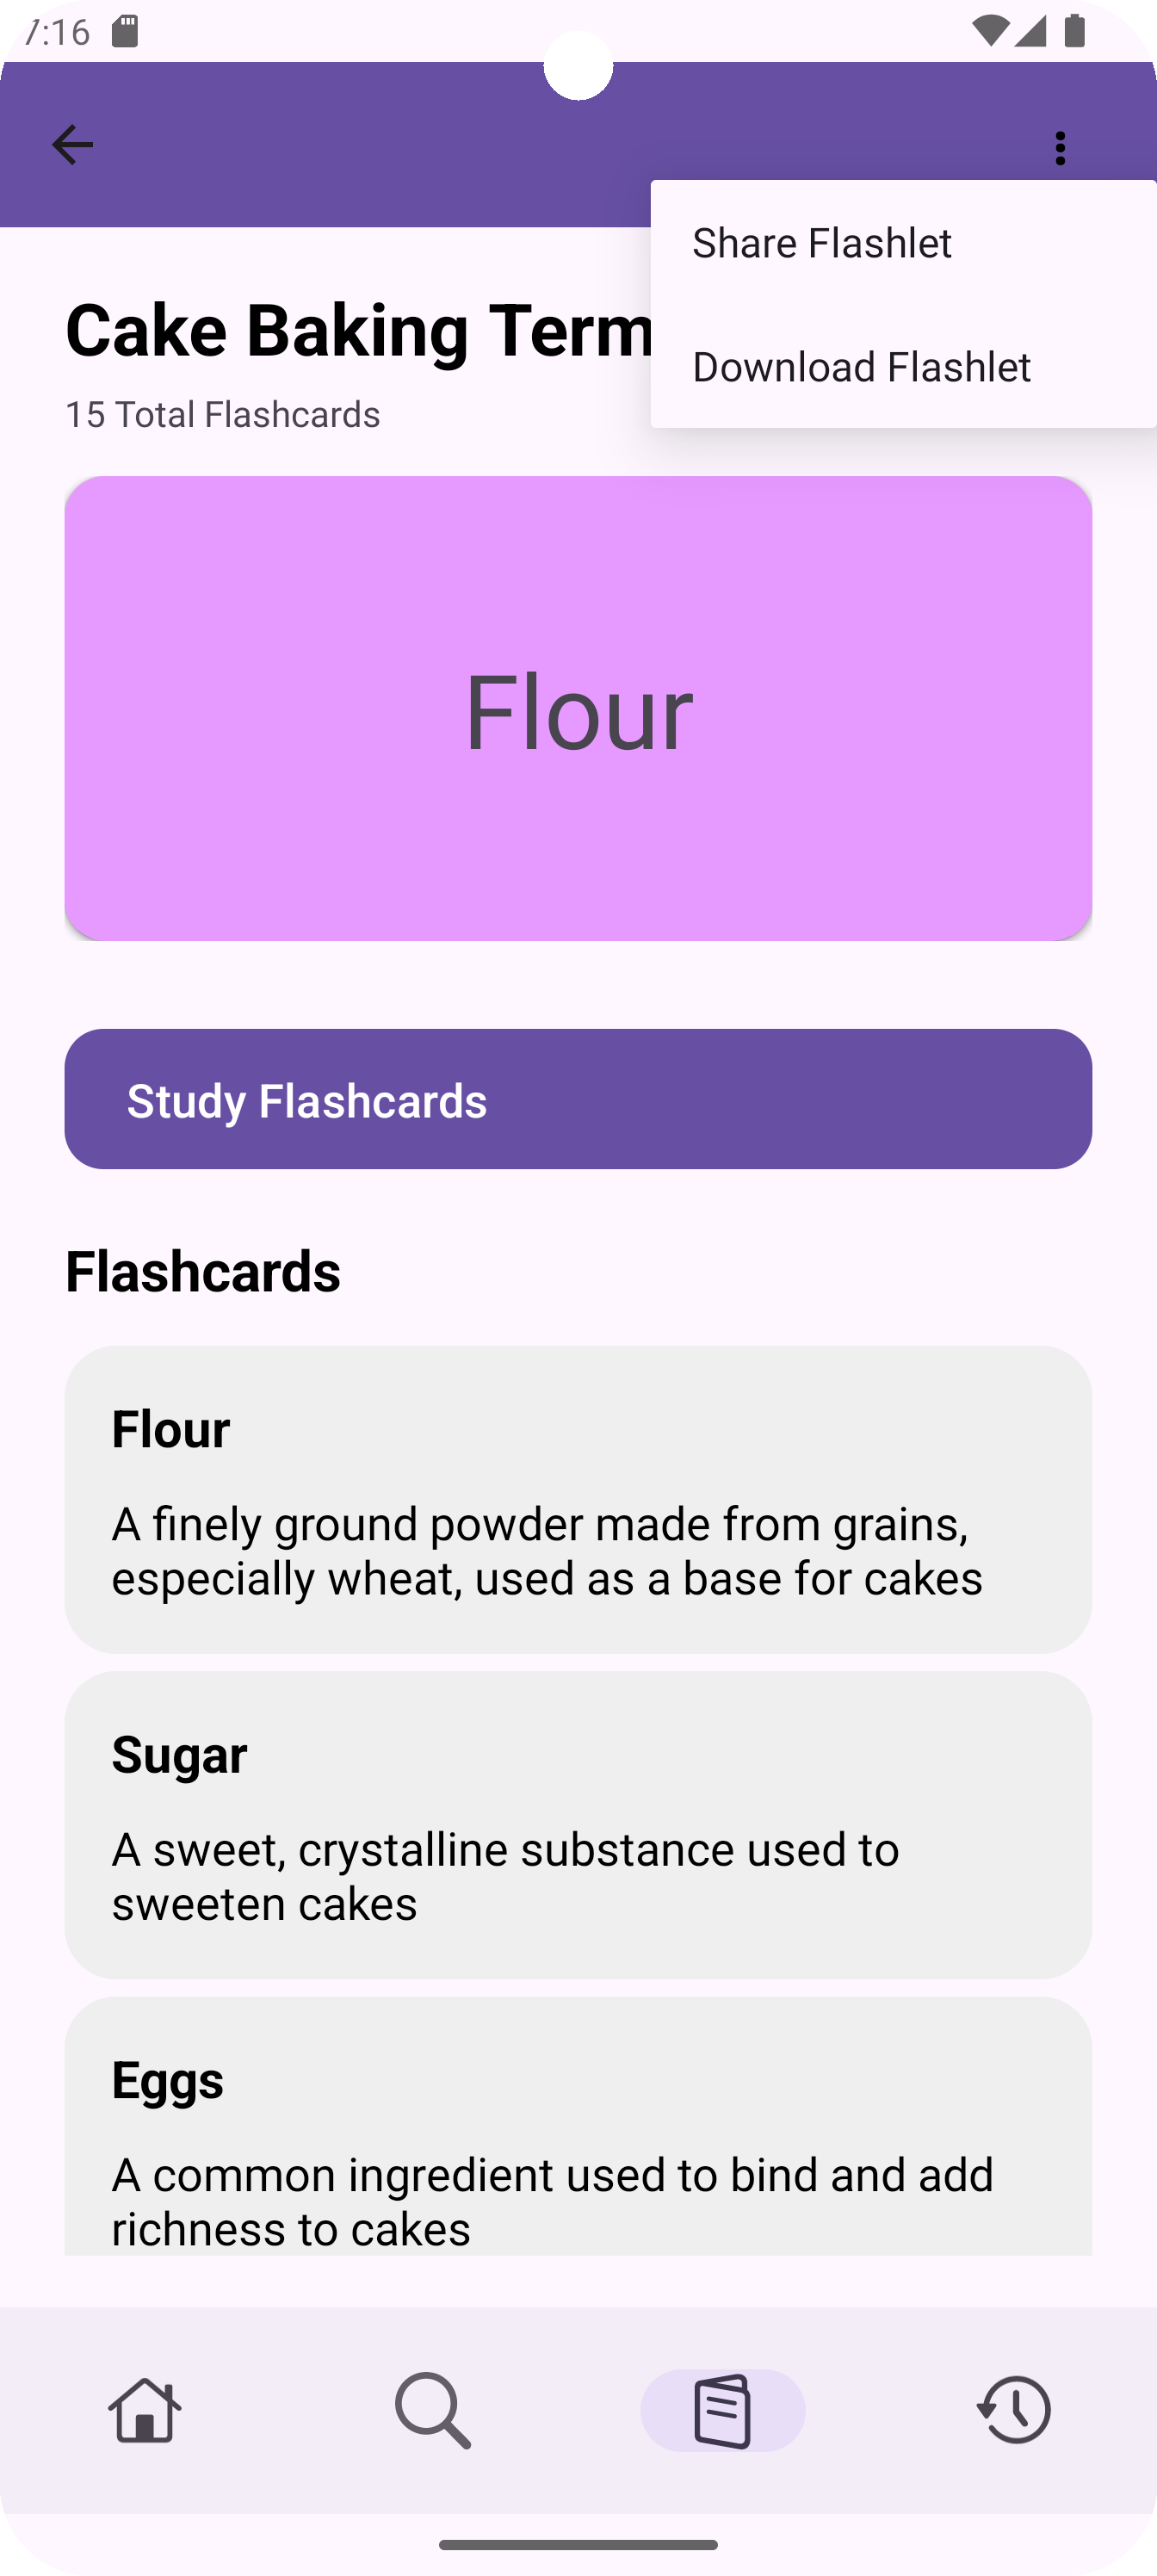 7:16
Share Flashlet
Download Flashlet
Cake Baking Term
15 Total Flashcards
Flour
Study Flashcards
Flashcards
Flour
A finely ground powder made from grains,
especially wheat, used as a base for cakes
Sugar
A sweet, crystalline substance used to
sweeten cakes
Eggs
A common ingredient used to bind and add
richness to cakes